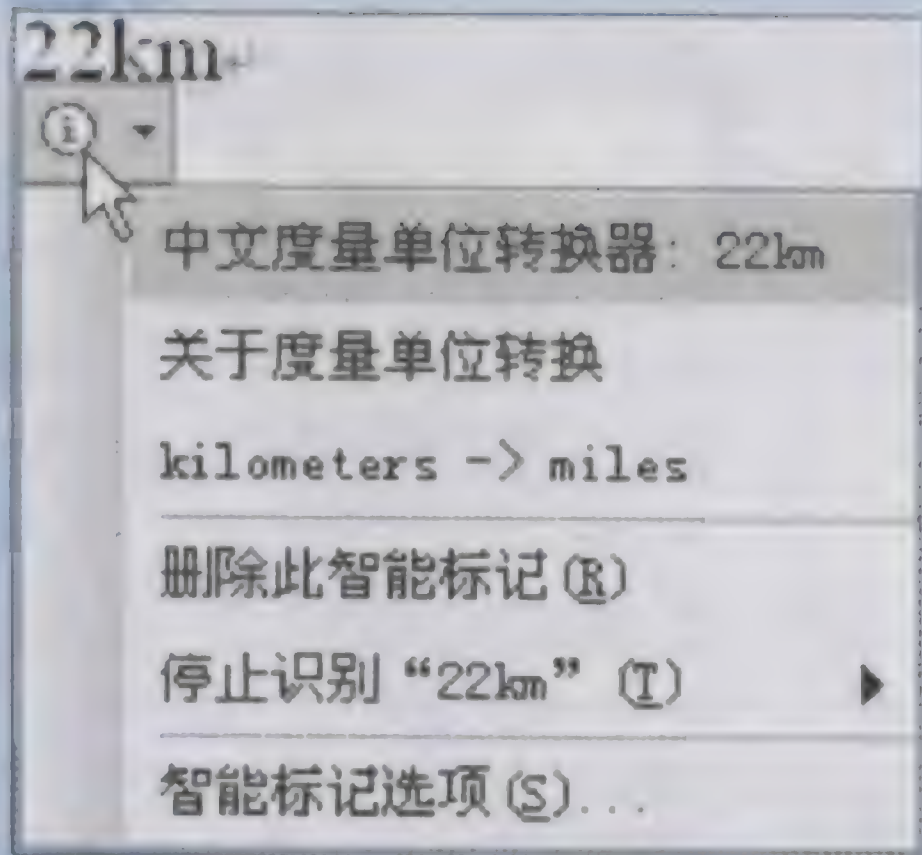 22km
中文度量单位转换器: 22km
关于度量单位转换
kilometers -> miles
删除此智能标记(R)
停止识别“22km”(T)
智能标记选项(S)...